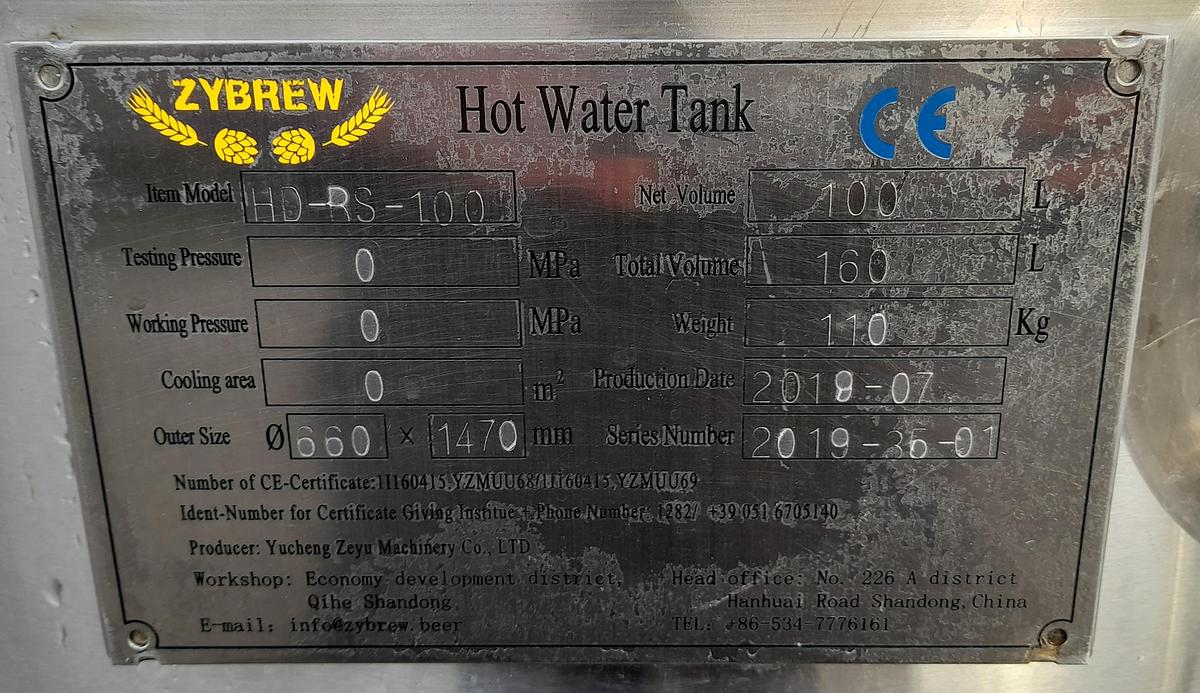 ZYBREW Hot Water Tank CE
Item Model HD-RS-100 Net Volume 100 L
Testing Pressure 0 MPa Total Volume 160 L
Working Pressure 0 MPa Weight 110 Kg
Cooling area 0 m² Production Date 2019-07
Outer Size Ø 660 × 1470 mm Series Number 2019-36-01
Number of CE-Certificate:1I160415.YZMUU68/1I160415.YZMUU69
Ident-Number for Certificate Giving Institue + Phone Number: 1282/ +39 051 6705140
Producer: Yucheng Zeyu Machinery Co., LTD
Workshop: Economy development district, Head office: No. 226 A district
Qihe Shandong Hanhuai Road Shandong, China
E-mail: info@zybrew.beer TEL: +86-534-7776161